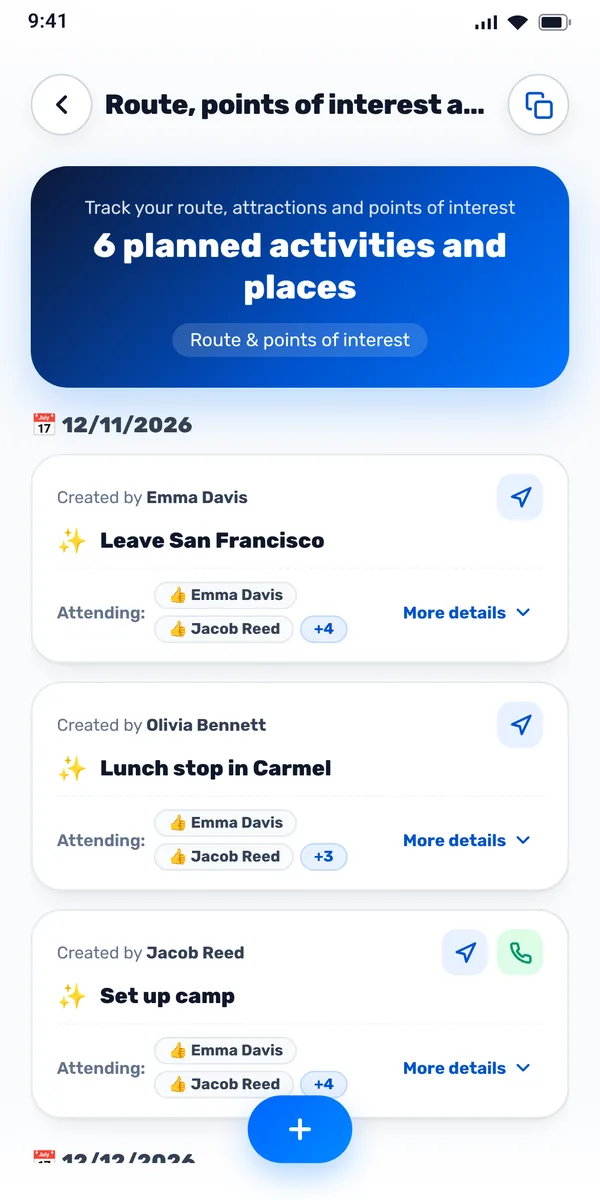 9:41
Route, points of interest a...
Track your route, attractions and points of interest
6 planned activities and
places
Route & points of interest
📅 12/11/2026
Created by Emma Davis
✨ Leave San Francisco
Attending:
👍 Emma Davis
👍 Jacob Reed +4
More details
Created by Olivia Bennett
✨ Lunch stop in Carmel
Attending:
👍 Emma Davis
👍 Jacob Reed +3
More details
Created by Jacob Reed
✨ Set up camp
Attending:
👍 Emma Davis
👍 Jacob Reed +4
More details
📅 12/12/2026